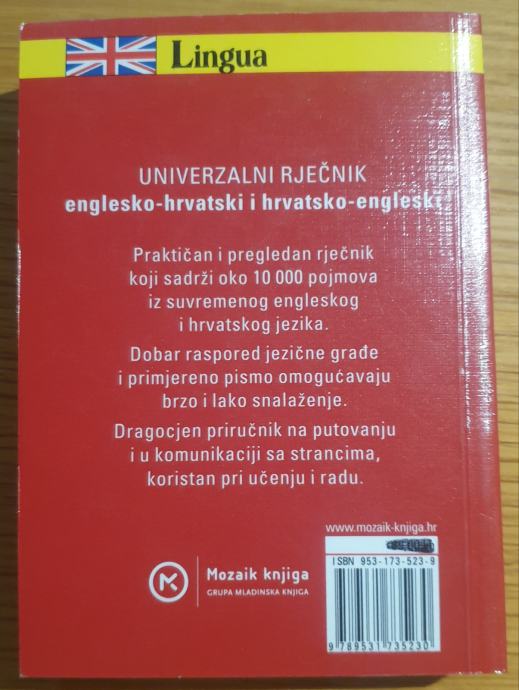 Lingua
UNIVERZALNI RJEČNIK
englesko-hrvatski i hrvatsko-engleski
Praktičan i pregledan rječnik
koji sadrži oko 10 000 pojmova
iz suvremenog engleskog
i hrvatskog jezika.
Dobar raspored jezične građe
i primjereno pismo omogućavaju
brzo i lako snalaženje.
Dragocjen priručnik na putovanju
i u komunikaciji sa strancima,
koristan pri učenju i radu.
www.mozaik-knjiga.hr
ISBN 953-173-523-9
9 789531 735230
Mozaik knjiga
GRUPA MLADINSKA KNJIGA